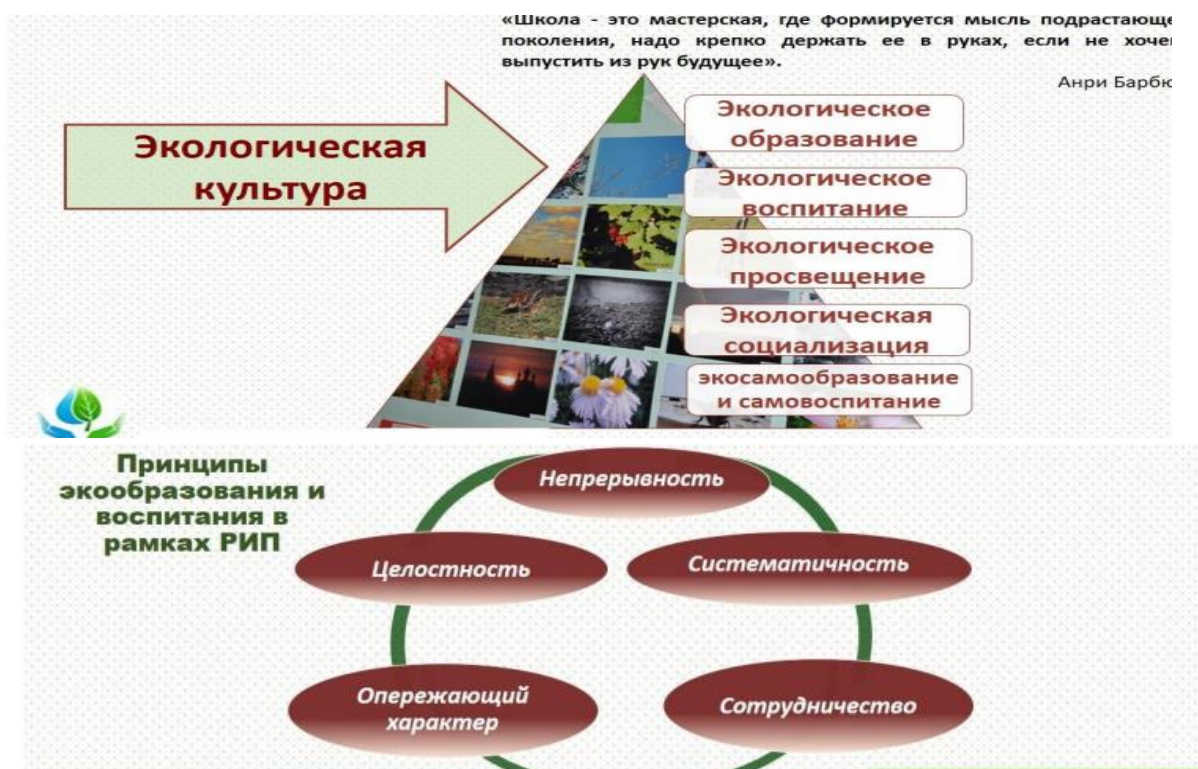 «Школа - это мастерская, где формируется мысль подрастающе
поколения, надо крепко держать ее в руках, если не хоче
выпустить из рук будущее».
Анри Барбю
Экологическая
культура
Экологическое
образование
Экологическое
воспитание
Экологическое
просвещение
Экологическая
социализация
экосамообразование
и самовоспитание
Принципы
экообразования и
воспитания в
рамках РИП
Непрерывность
Целостность
Систематичность
Опережающий
характер
Сотрудничество